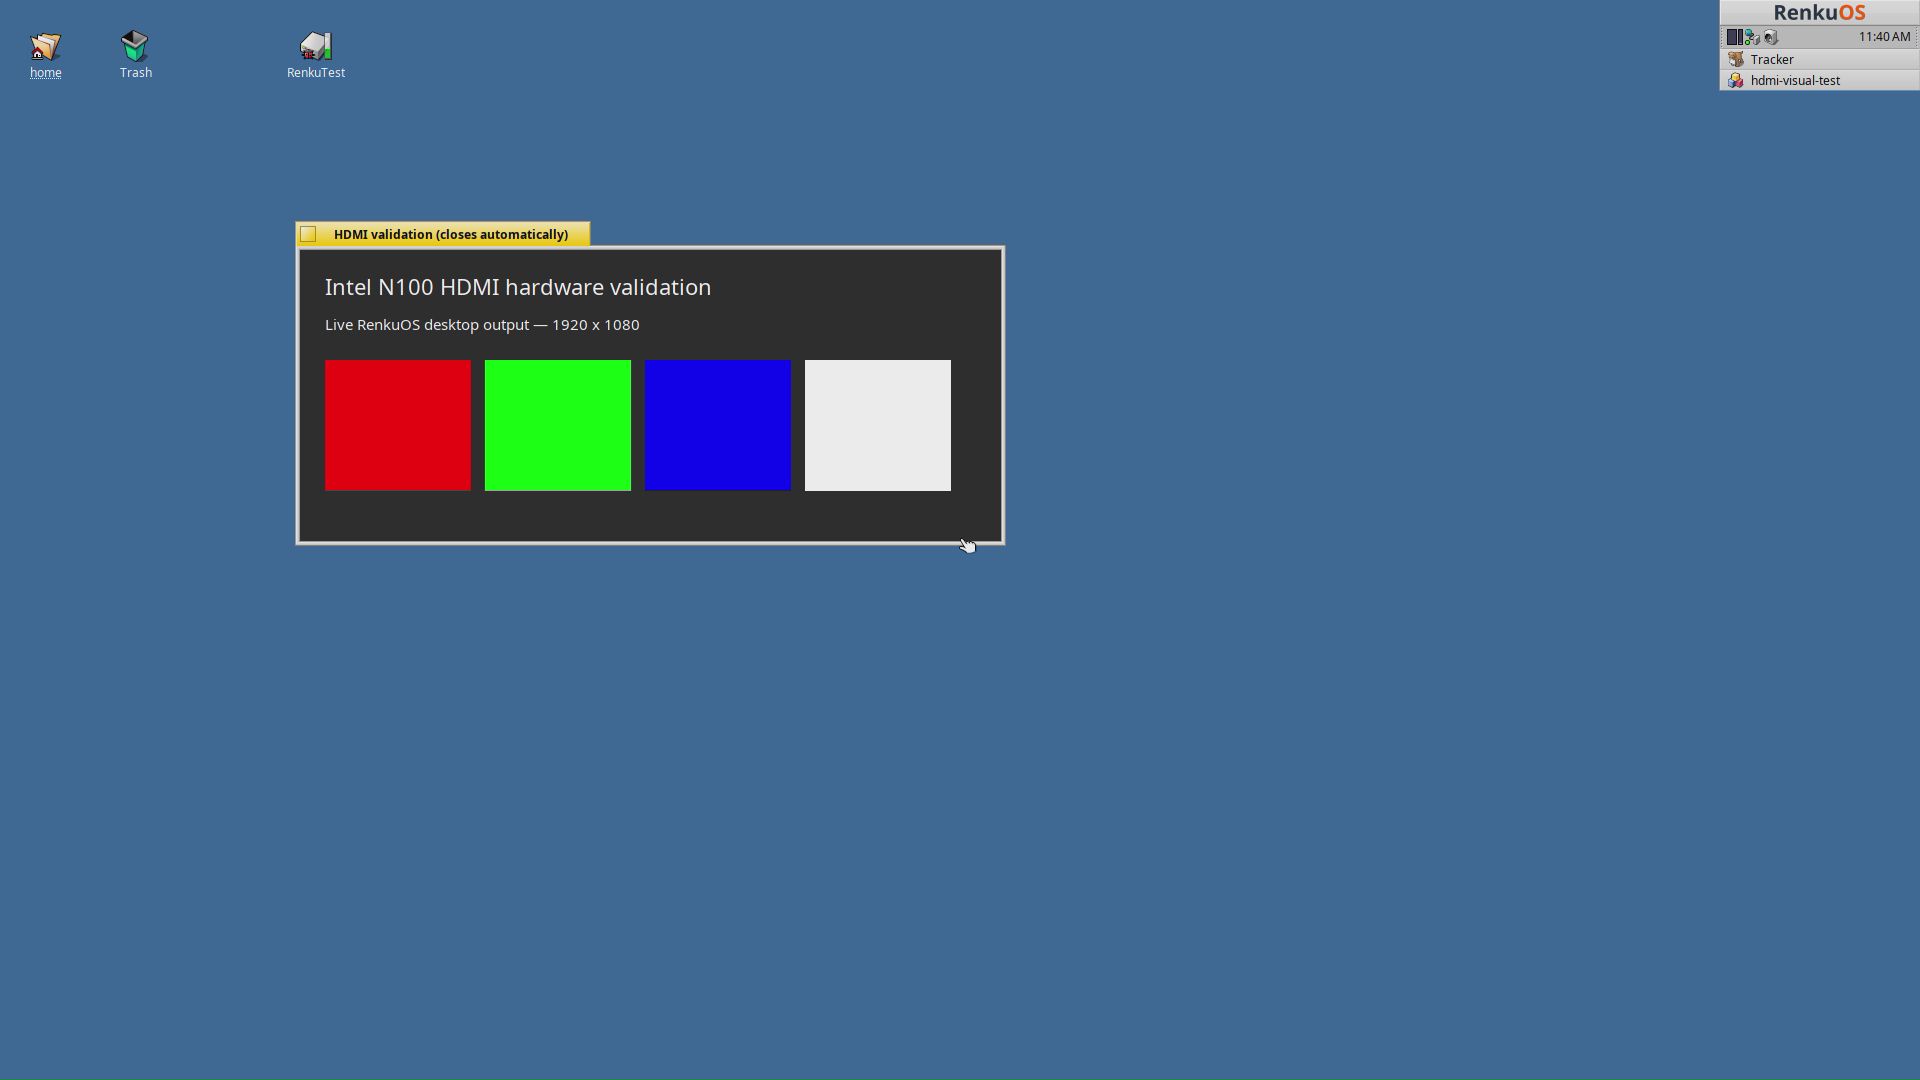 RenkuOS
11:40 AM
Tracker
hdmi-visual-test
home
Trash
RenkuTest
HDMI validation (closes automatically)
Intel N100 HDMI hardware validation
Live RenkuOS desktop output — 1920 x 1080